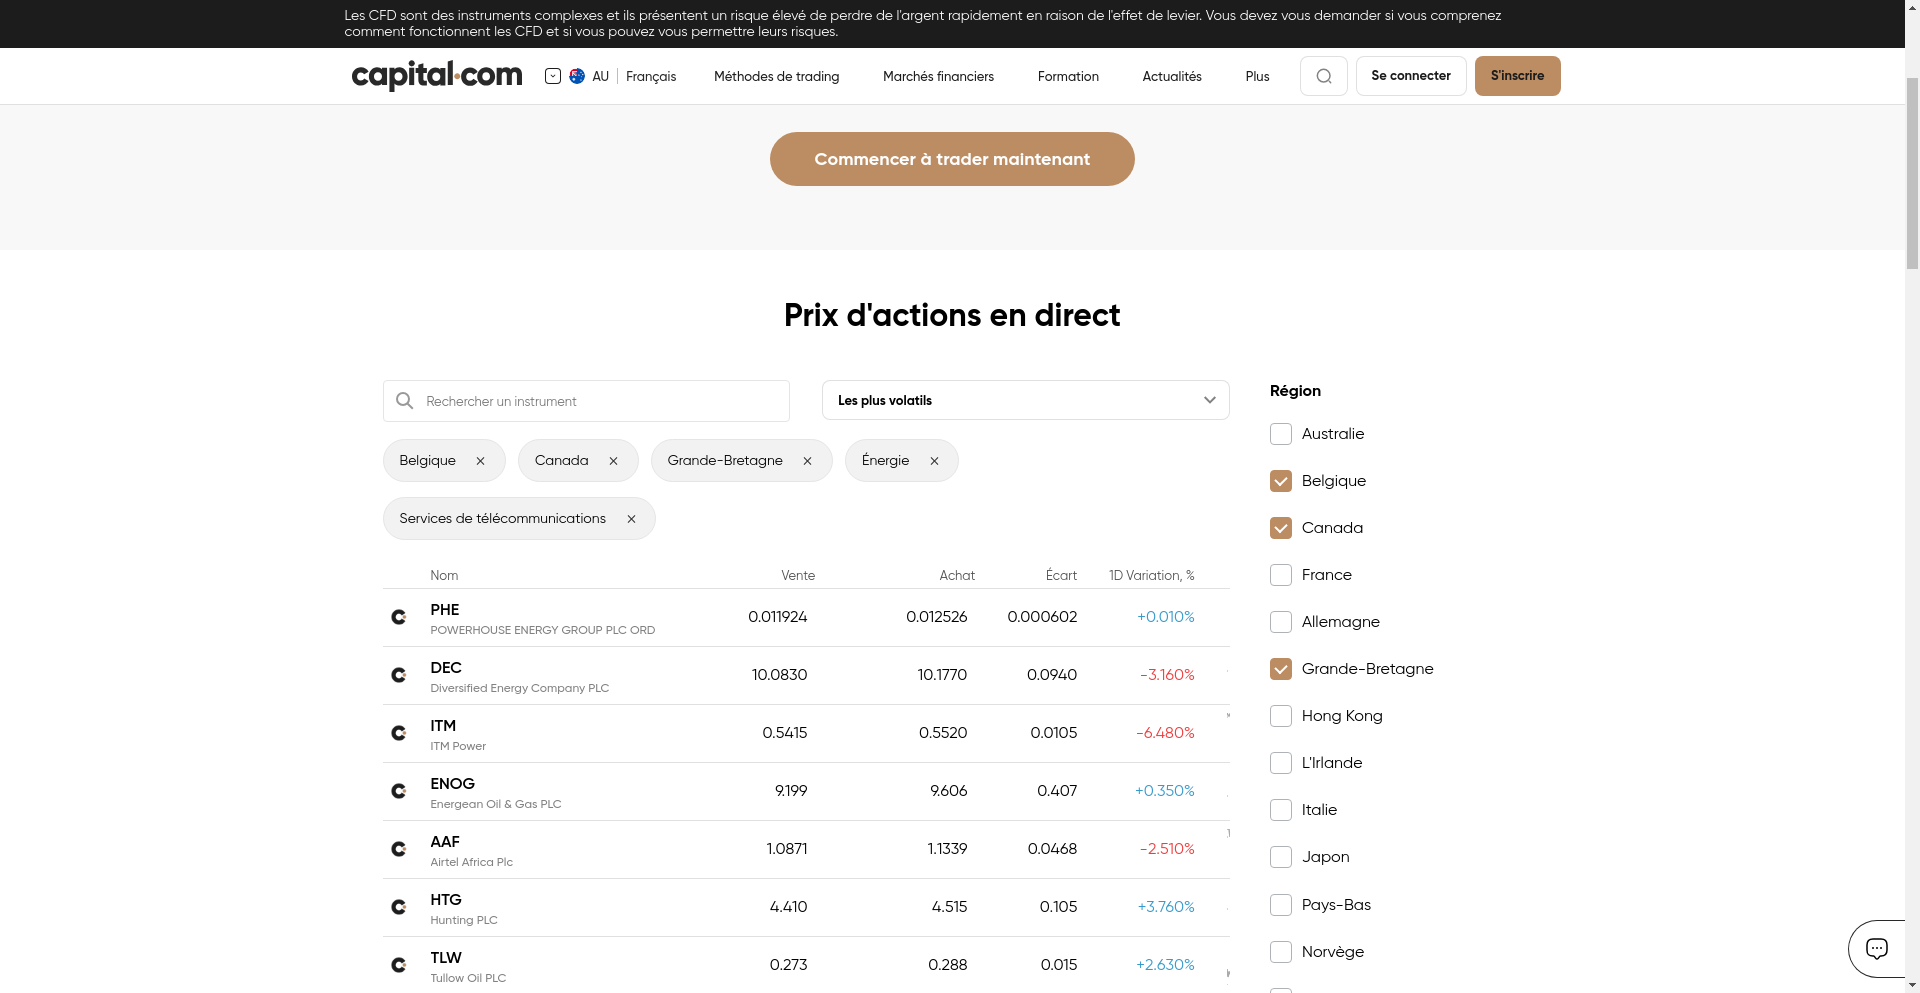 Les CFD sont des instruments complexes et ils présentent un risque élevé de perdre de l'argent rapidement en raison de l'effet de levier. Vous devez vous demander si vous comprenez
comment fonctionnent les CFD et si vous pouvez vous permettre leurs risques.
capital.com
AU
Français
Méthodes de trading
Marchés financiers
Formation
Actualités
Plus
Se connecter
S'inscrire
Commencer à trader maintenant
Prix d'actions en direct
Rechercher un instrument
Les plus volatils
Belgique
Canada
Grande-Bretagne
Énergie
Services de télécommunications
Nom Vente Achat Écart 1D Variation, %
PHE 0.011924 0.012526 0.000602 +0.010%
POWERHOUSE ENERGY GROUP PLC ORD
DEC 10.0830 10.1770 0.0940 -3.160%
Diversified Energy Company PLC
ITM 0.5415 0.5520 0.0105 -6.480%
ITM Power
ENOG 9.199 9.606 0.407 +0.350%
Energean Oil & Gas PLC
AAF 1.0871 1.1339 0.0468 -2.510%
Airtel Africa Plc
HTG 4.410 4.515 0.105 +3.760%
Hunting PLC
TLW 0.273 0.288 0.015 +2.630%
Tullow Oil PLC
Région
Australie
Belgique
Canada
France
Allemagne
Grande-Bretagne
Hong Kong
L'Irlande
Italie
Japon
Pays-Bas
Norvège